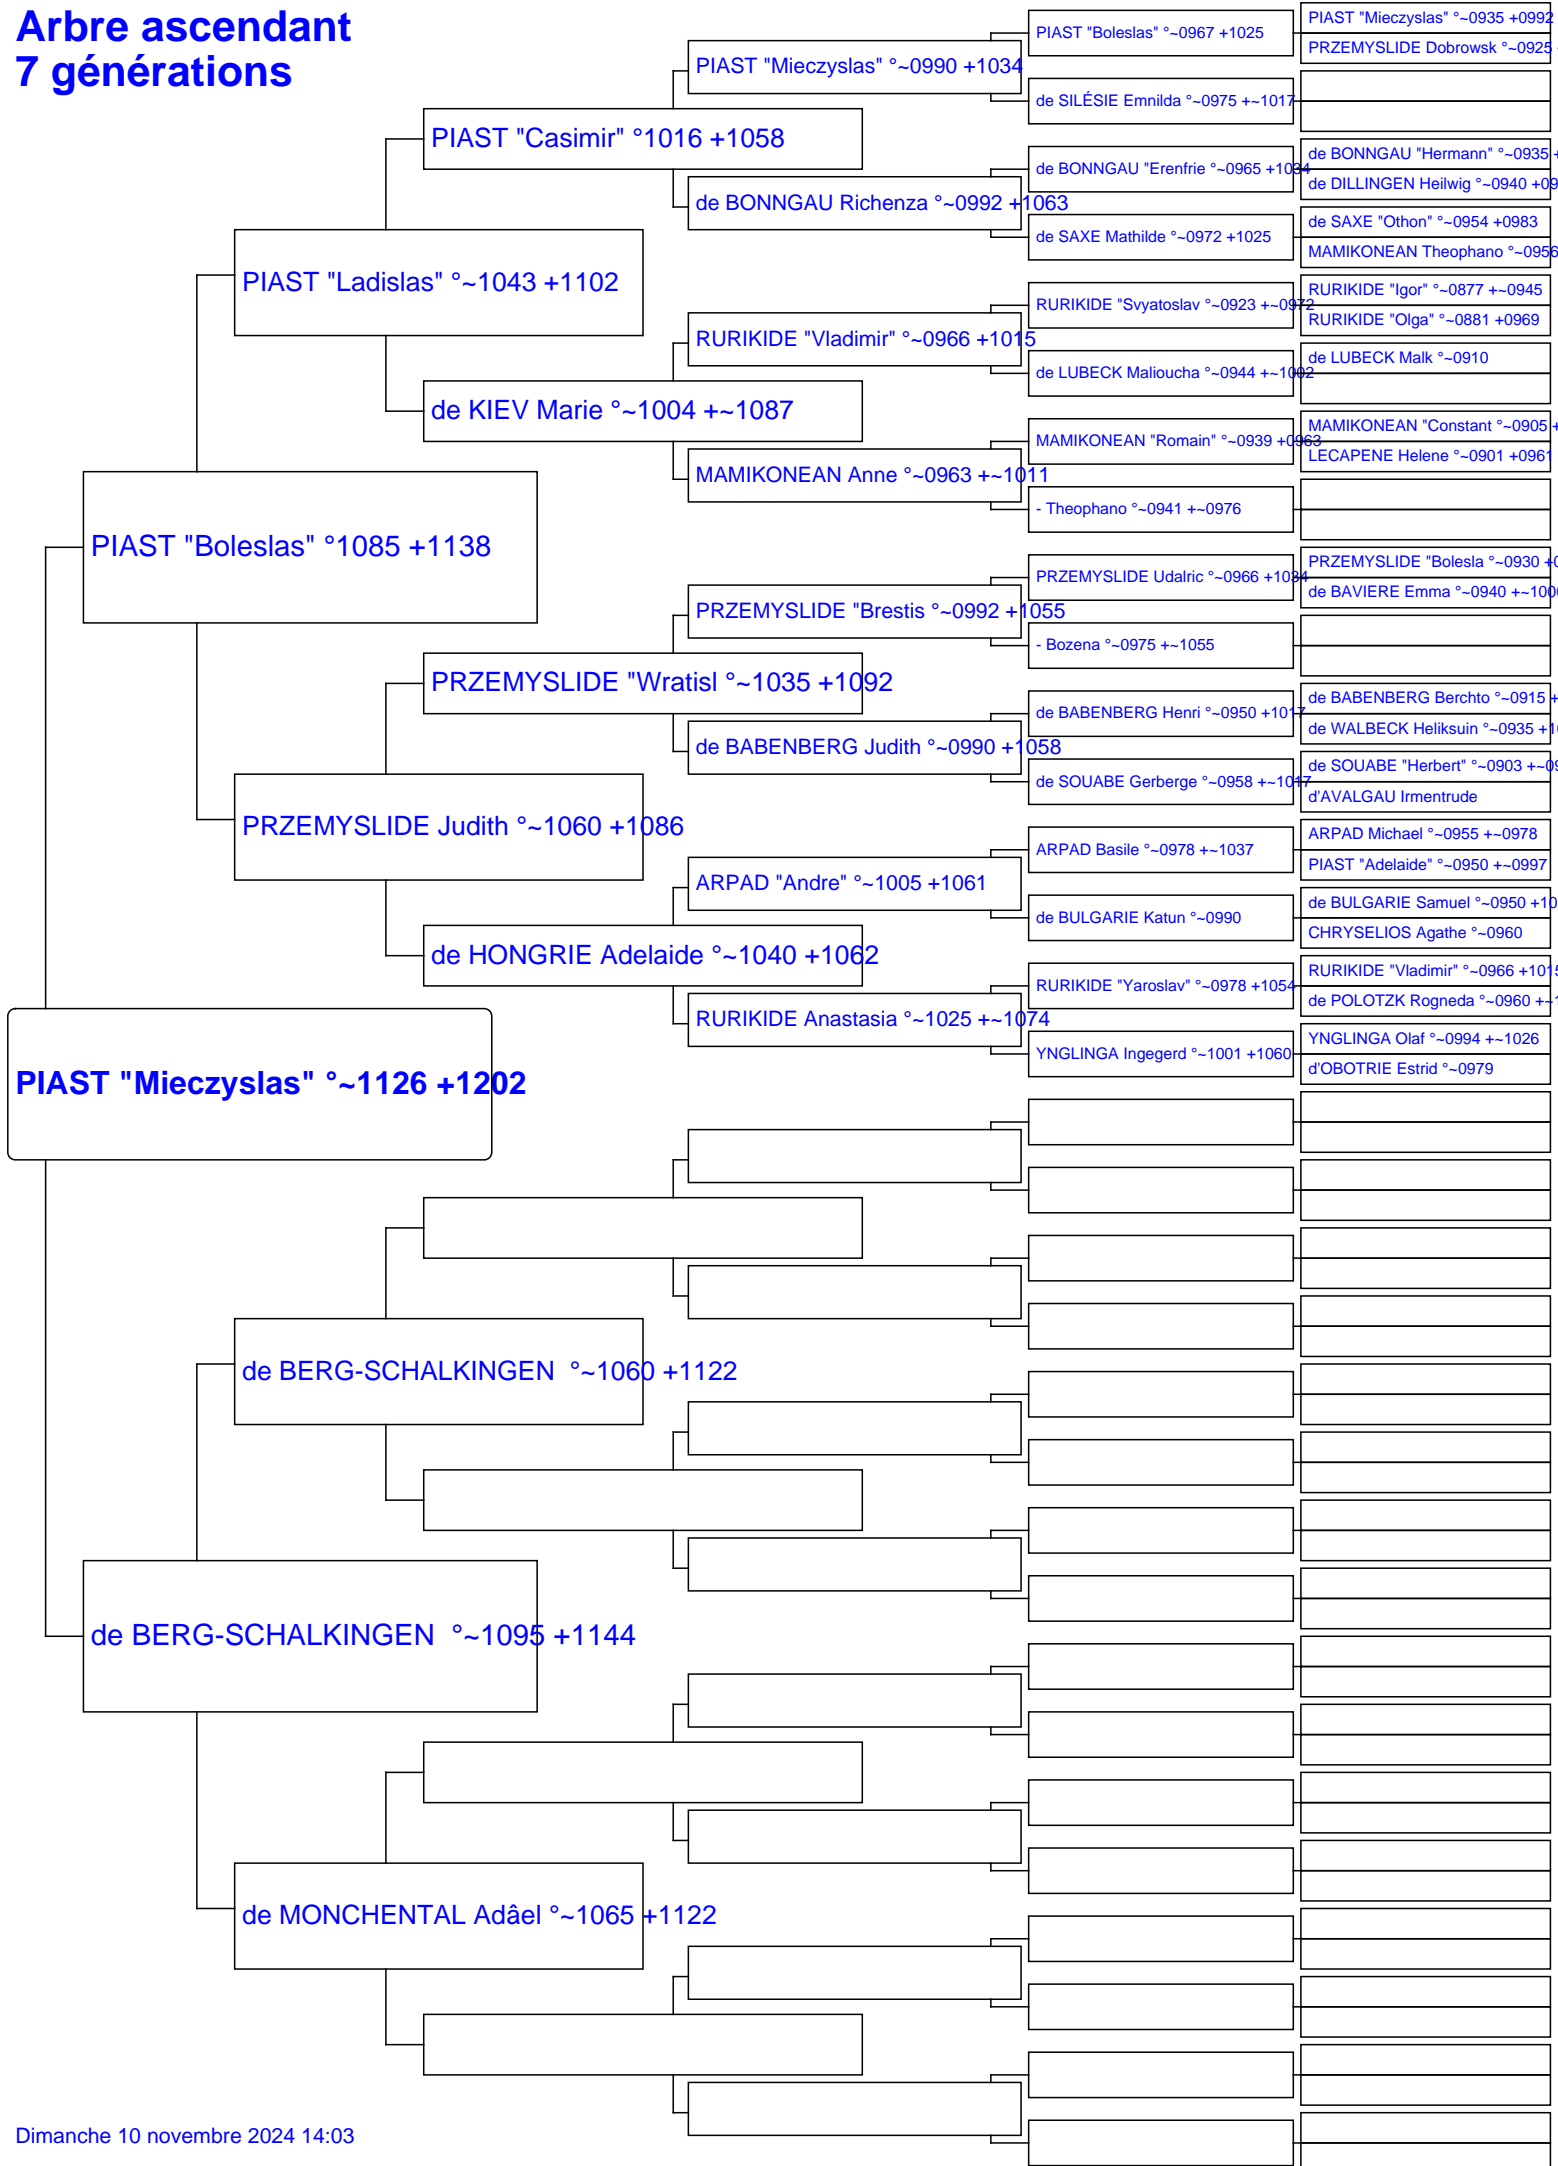 Arbre ascendant
7 générations
PIAST "Mieczyslas" °~1126 +1202
PIAST "Boleslas" °1085 +1138
de BERG-SCHALKINGEN °~1095 +1144
PIAST "Ladislas" °~1043 +1102
PRZEMYSLIDE Judith °~1060 +1086
de BERG-SCHALKINGEN °~1060 +1122
de MONCHENTAL Adâel °~1065 +1122
PIAST "Casimir" °1016 +1058
de KIEV Marie °~1004 +~1087
PRZEMYSLIDE "Wratisl °~1035 +1092
de HONGRIE Adelaide °~1040 +1062
PIAST "Mieczyslas" °~0990 +1034
de BONNGAU Richenza °~0992 +1063
RURIKIDE "Vladimir" °~0966 +1015
MAMIKONEAN Anne °~0963 +~1011
PRZEMYSLIDE "Brestis °~0992 +1055
de BABENBERG Judith °~0990 +1058
ARPAD "Andre" °~1005 +1061
RURIKIDE Anastasia °~1025 +~1074
PIAST "Boleslas" °~0967 +1025
de SILÉSIE Emnilda °~0975 +~1017
de BONNGAU "Erenfrie °~0965 +1034
de SAXE Mathilde °~0972 +1025
RURIKIDE "Svyatoslav °~0923 +~0972
de LUBECK Malioucha °~0944 +~1002
MAMIKONEAN "Romain" °~0939 +0963
- Theophano °~0941 +~0976
PRZEMYSLIDE Udalric °~0966 +1034
- Bozena °~0975 +~1055
de BABENBERG Henri °~0950 +1017
de SOUABE Gerberge °~0958 +~1017
ARPAD Basile °~0978 +~1037
de BULGARIE Katun °~0990
RURIKIDE "Yaroslav" °~0978 +1054
YNGLINGA Ingegerd °~1001 +1060
PIAST "Mieczyslas" °~0935 +0992
PRZEMYSLIDE Dobrowsk °~0925
de BONNGAU "Hermann" °~0935 +
de DILLINGEN Heilwig °~0940 +09
de SAXE "Othon" °~0954 +0983
MAMIKONEAN Theophano °~0956
RURIKIDE "Igor" °~0877 +~0945
RURIKIDE "Olga" °~0881 +0969
de LUBECK Malk °~0910
MAMIKONEAN "Constant °~0905 +
LECAPENE Helene °~0901 +0961
PRZEMYSLIDE "Bolesla °~0930 +0
de BAVIERE Emma °~0940 +~100
de BABENBERG Berchto °~0915 +
de WALBECK Heliksuin °~0935 +1
de SOUABE "Herbert" °~0903 +~09
d'AVALGAU Irmentrude
ARPAD Michael °~0955 +~0978
PIAST "Adelaide" °~0950 +~0997
de BULGARIE Samuel °~0950 +10
CHRYSELIOS Agathe °~0960
RURIKIDE "Vladimir" °~0966 +1015
de POLOTZK Rogneda °~0960 +~1
YNGLINGA Olaf °~0994 +~1026
d'OBOTRIE Estrid °~0979
Dimanche 10 novembre 2024 14:03